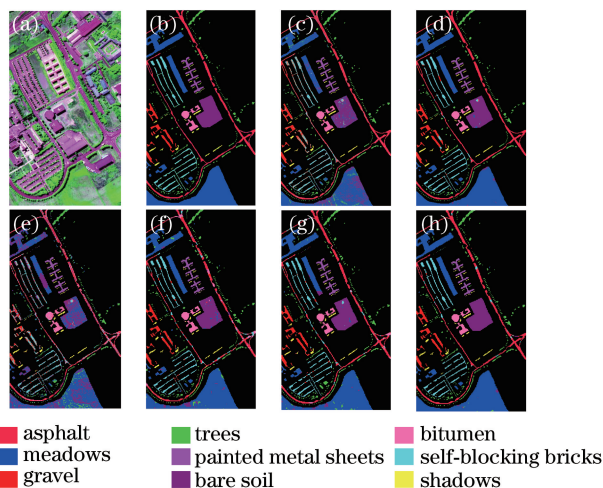 (a) (b) (c) (d)
(e) (f) (g) (h)
asphalt trees bitumen
meadows painted metal sheets self-blocking bricks
gravel bare soil shadows